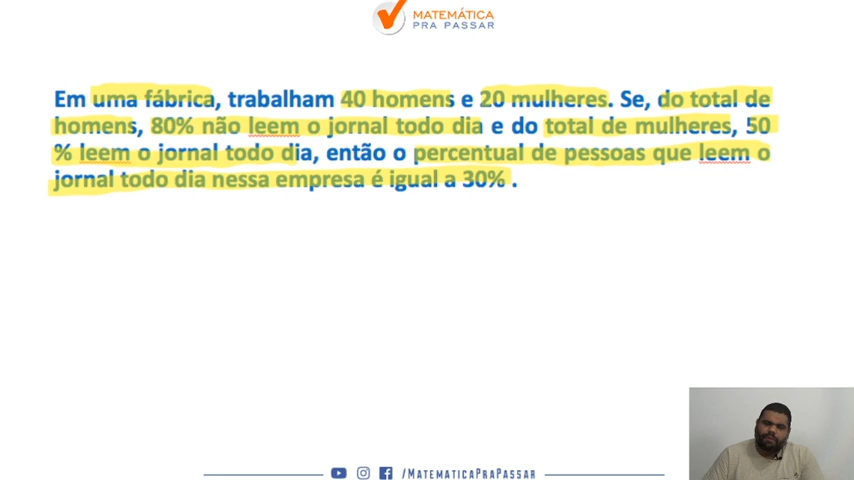 MATEMÁTICA
PRA PASSAR
Em uma fábrica, trabalham 40 homens e 20 mulheres. Se, do total de
homens, 80% não leem o jornal todo dia e do total de mulheres, 50
% leem o jornal todo dia, então o percentual de pessoas que leem o
jornal todo dia nessa empresa é igual a 30% .
/MATEMATICAPRAPASSAR